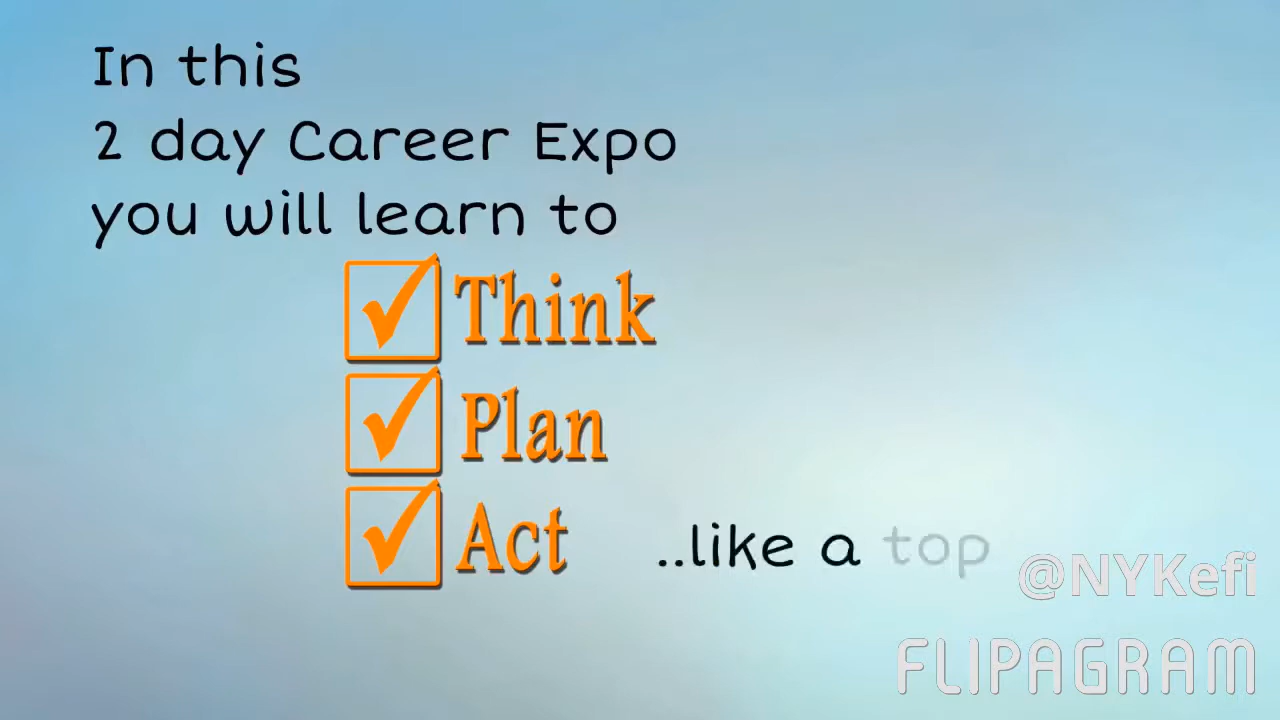 In this
2 day Career Expo
you will learn to
Think
Plan
Act ..like a top
@NYKefi
FLIPAGRAM